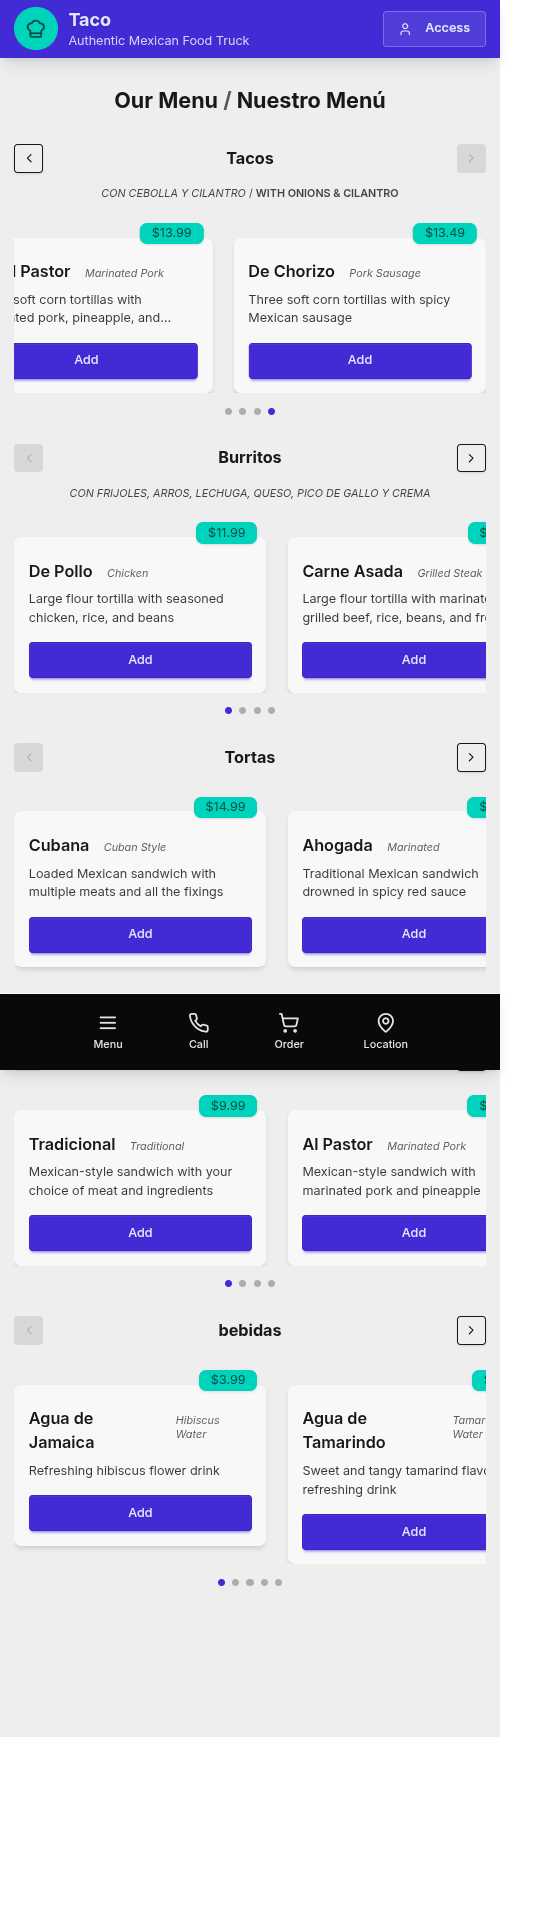 Taco
Authentic Mexican Food Truck
Access
Our Menu / Nuestro Menú
Tacos
CON CEBOLLA Y CILANTRO / WITH ONIONS & CILANTRO
$13.99
Pastor Marinated Pork
soft corn tortillas with
pork, pineapple, and...
Add
$13.49
De Chorizo Pork Sausage
Three soft corn tortillas with spicy
Mexican sausage
Add
Burritos
CON FRIJOLES, ARROS, LECHUGA, QUESO, PICO DE GALLO Y CREMA
$11.99
De Pollo Chicken
Large flour tortilla with seasoned
chicken, rice, and beans
Add
$
Carne Asada Grilled Steak
Large flour tortilla with
grilled beef, rice, beans, and
Add
Tortas
$14.99
Cubana Cuban Style
Loaded Mexican sandwich with
multiple meats and all the fixings
Add
$
Ahogada Marinated
Traditional Mexican sandwich
drowned in spicy red sauce
Add
Menu
Call
Order
Location
$9.99
Tradicional Traditional
Mexican-style sandwich with your
choice of meat and ingredients
Add
$
Al Pastor Marinated Pork
Mexican-style sandwich with
marinated pork and pineapple
Add
bebidas
$3.99
Agua de
Jamaica
Hibiscus
Water
Refreshing hibiscus flower drink
Add
Agua de
Tamarindo
Water
Sweet and tangy tamarind
refreshing drink
Add